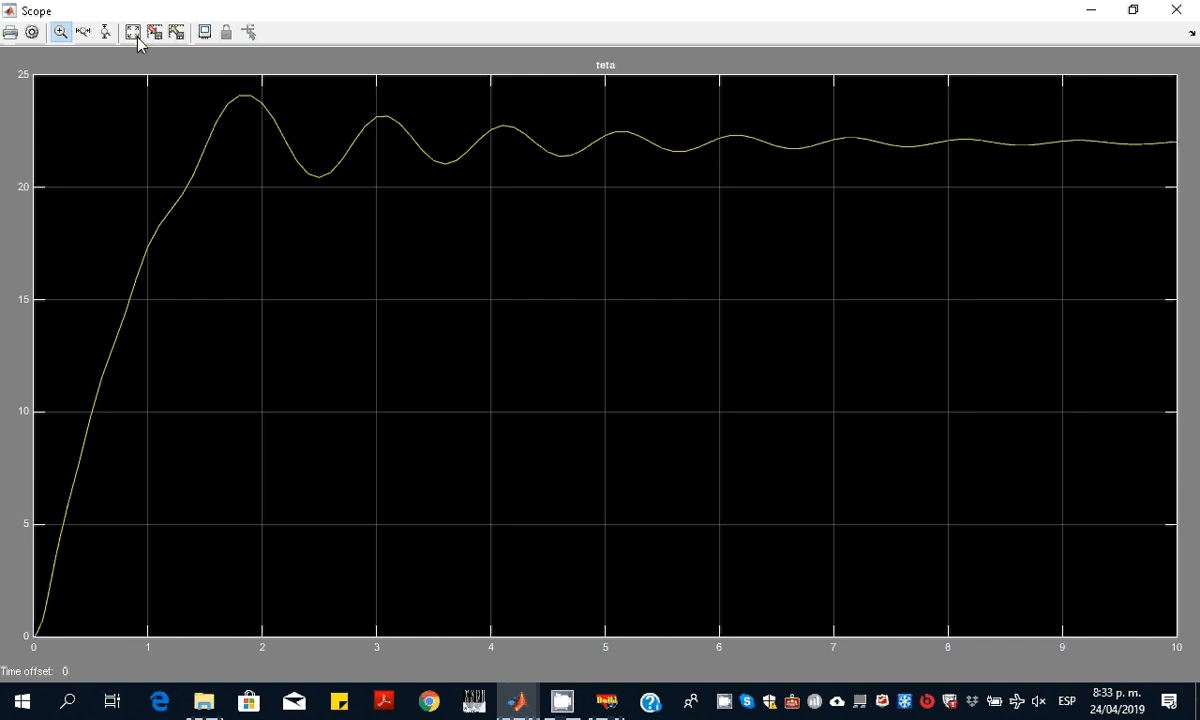 Scope
teta
25
20
15
10
5
0
0 1 2 3 4 5 6 7 8 9 10
Time offset: 0
ESP
8:33 p. m.
24/04/2019